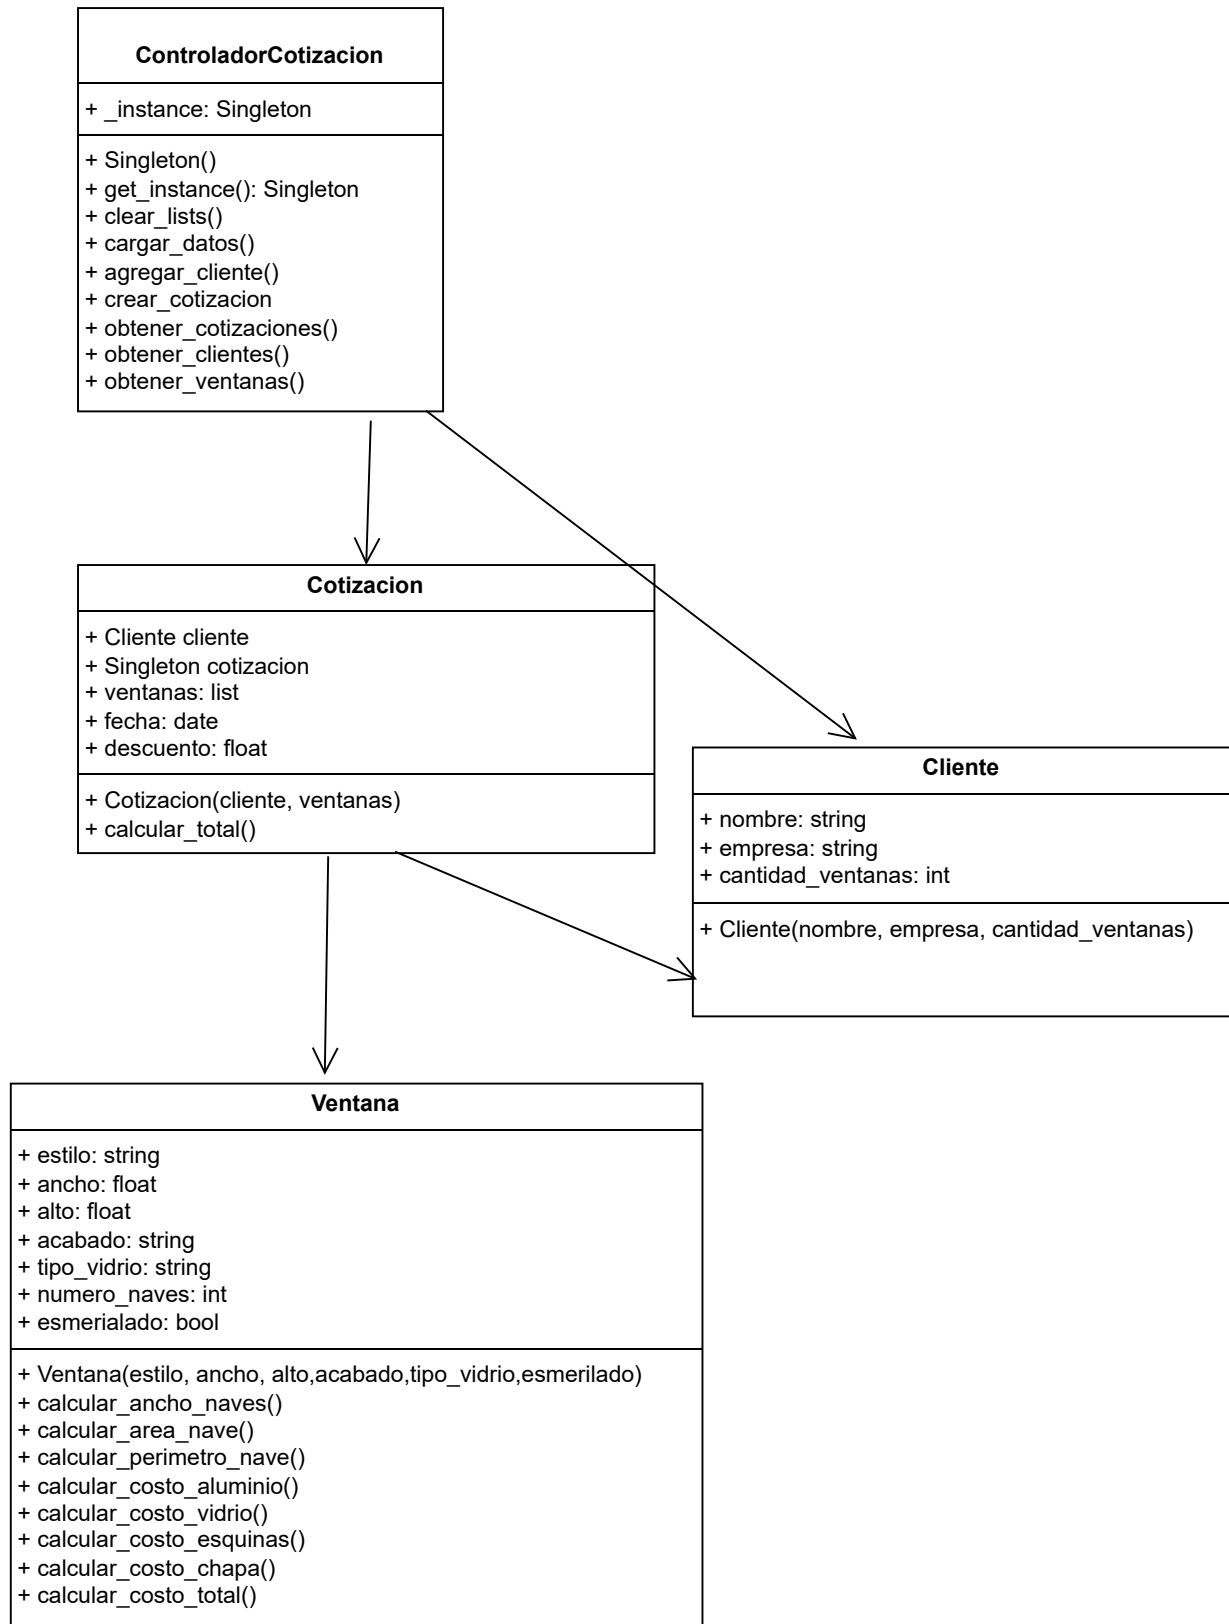 ControladorCotizacion
+ _instance: Singleton
+ Singleton()
+ get_instance(): Singleton
+ clear_lists()
+ cargar_datos()
+ agregar_cliente()
+ crear_cotizacion
+ obtener_cotizaciones()
+ obtener_clientes()
+ obtener_ventanas()
Cotizacion
+ Cliente cliente
+ Singleton cotizacion
+ ventanas: list
+ fecha: date
+ descuento: float
+ Cotizacion(cliente, ventanas)
+ calcular_total()
Cliente
+ nombre: string
+ empresa: string
+ cantidad_ventanas: int
+ Cliente(nombre, empresa, cantidad_ventanas)
Ventana
+ estilo: string
+ ancho: float
+ alto: float
+ acabado: string
+ tipo_vidrio: string
+ numero_naves: int
+ esmerialado: bool
+ Ventana(estilo, ancho, alto,acabado,tipo_vidrio,esmerilado)
+ calcular_ancho_naves()
+ calcular_area_nave()
+ calcular_perimetro_nave()
+ calcular_costo_aluminio()
+ calcular_costo_vidrio()
+ calcular_costo_esquinas()
+ calcular_costo_chapa()
+ calcular_costo_total()